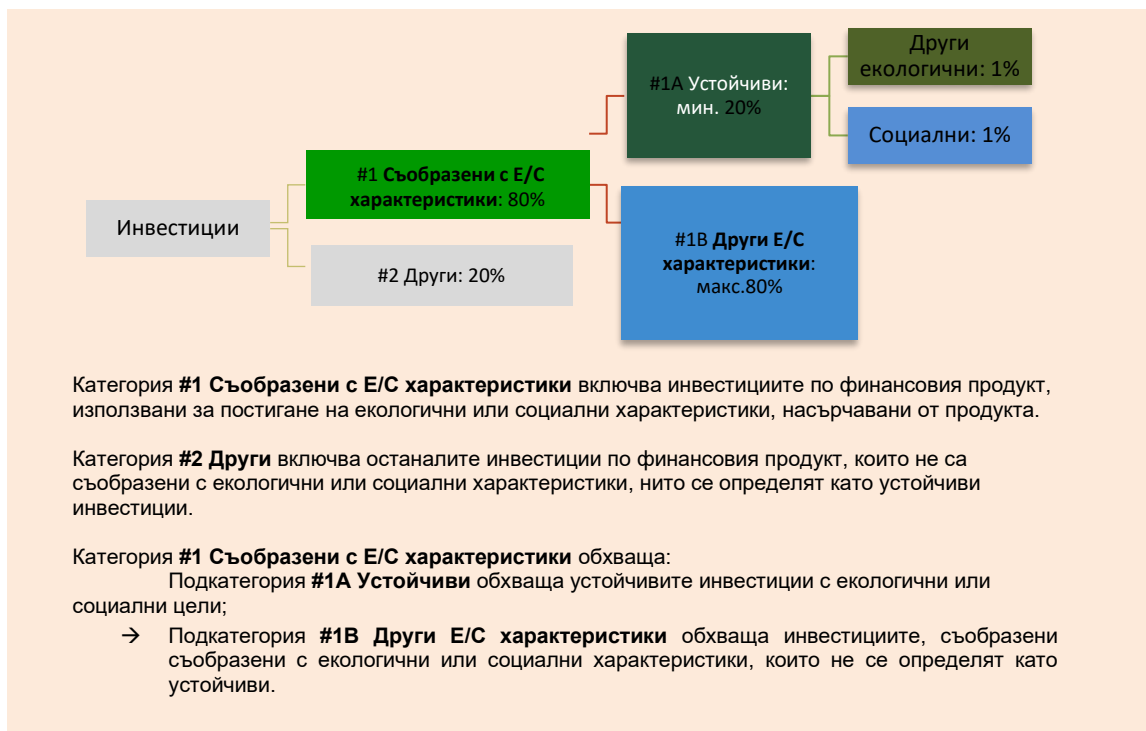 Други
екологични: 1%
#1A Устойчиви:
мин. 20%
Социални: 1%
#1 Съобразени с Е/С
характеристики: 80%
Инвестиции
#1B Други Е/С
характеристики:
макс.80%
#2 Други: 20%
Категория #1 Съобразени с Е/С характеристики включва инвестициите по финансовия продукт,
използвани за постигане на екологични или социални характеристики, насърчавани от продукта.
Категория #2 Други включва останалите инвестиции по финансовия продукт, които не са
съобразени с екологични или социални характеристики, нито се определят като устойчиви
инвестиции.
Категория #1 Съобразени с Е/С характеристики обхваща:
Подкатегория #1А Устойчиви обхваща устойчивите инвестиции с екологични или
социални цели;
→ Подкатегория #1В Други Е/С характеристики обхваща инвестициите, съобразени
съобразени с екологични или социални характеристики, които не се определят като
устойчиви.